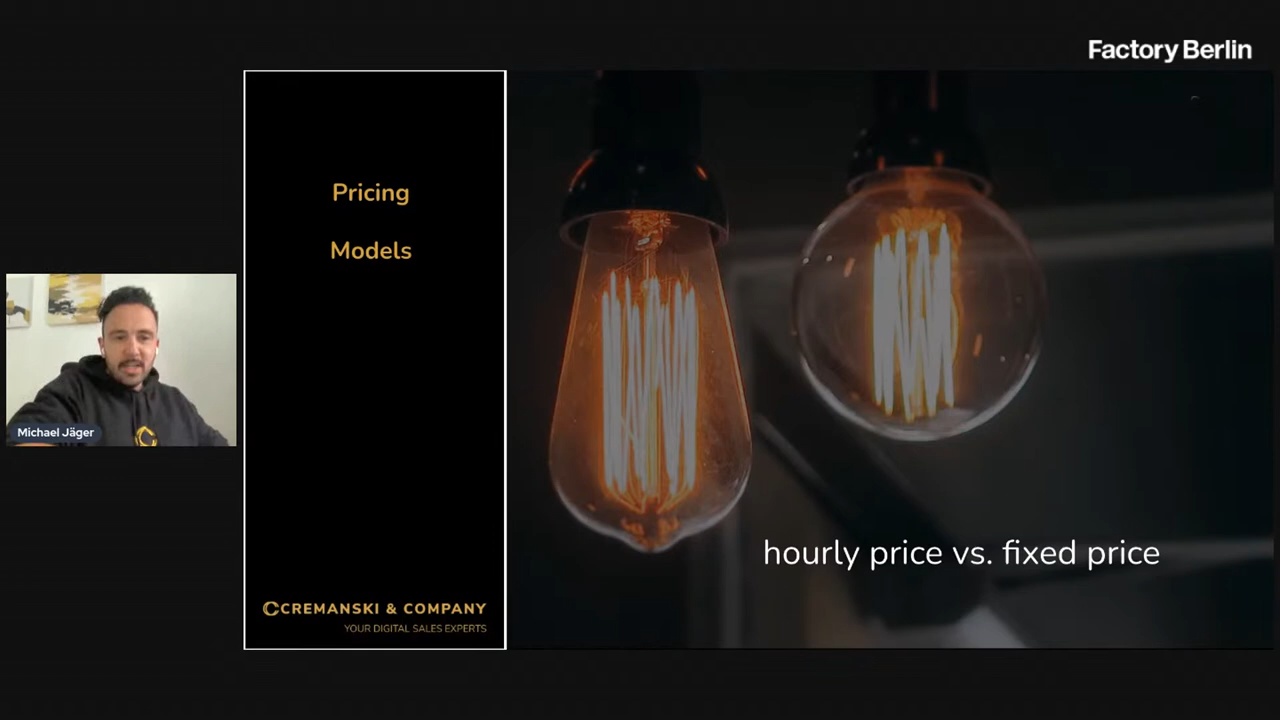 Factory Berlin
Pricing
Models
hourly price vs. fixed price
Michael Jäger
CREMANSKI & COMPANY
YOUR DIGITAL SALES EXPERTS